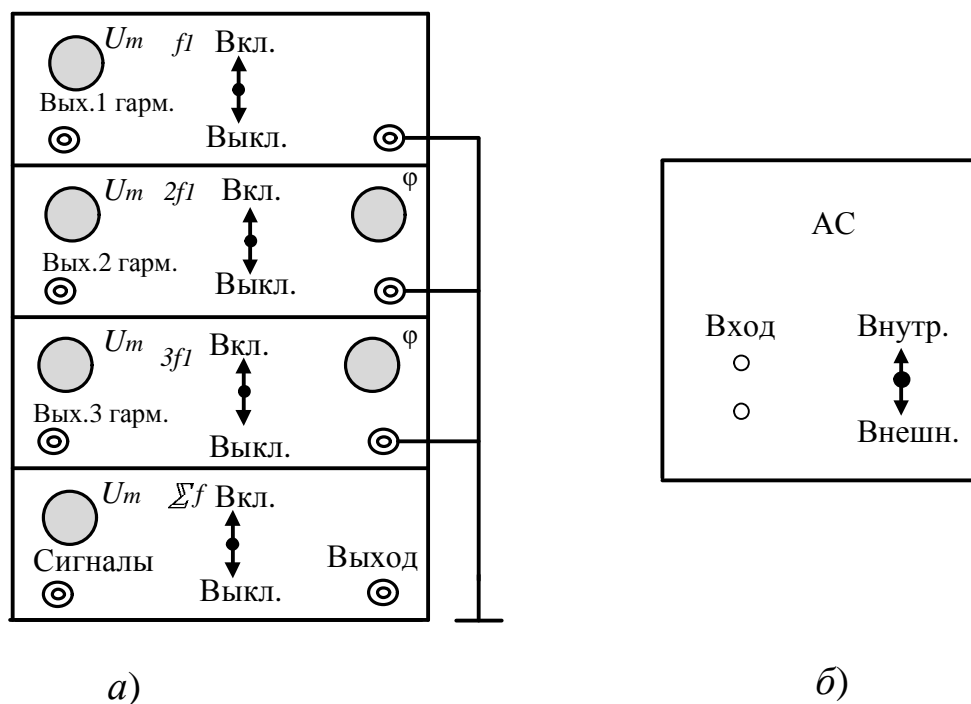 Um f1 Вкл.
Вых.1 гарм.
Выкл.
Um 2f1 Вкл. φ
Вых.2 гарм.
Выкл.
Um 3f1 Вкл. φ
Вых.3 гарм.
Выкл.
Um ∑f Вкл.
Сигналы Выход
Выкл.
а)
АС
Вход Внутр.
Внешн.
б)